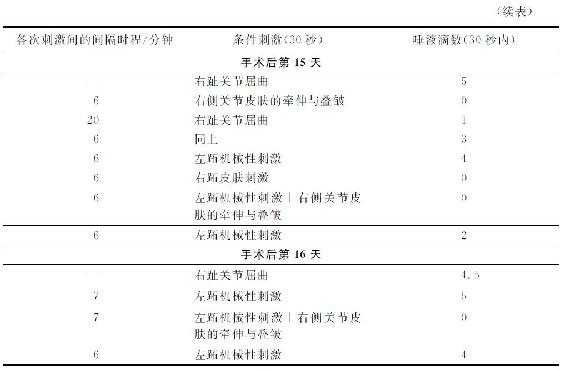 (续表)
各次刺激间的间隔时程/分钟 条件刺激(30秒) 唾液滴数(30秒内)
手术后第15天
— 右趾关节屈曲 5
6 右侧关节皮肤的牵伸与叠皱 0
20 右趾关节屈曲 1
6 同上 3
6 左跖机械性刺激 4
6 右跖皮肤刺激 0
6 左跖机械性刺激+右侧关节皮 0
肤的牵伸与叠皱
6 左跖机械性刺激 2
手术后第16天
— 右趾关节屈曲 4.5
7 左跖机械性刺激 5
7 左跖机械性刺激+右侧关节皮 0
肤的牵伸与叠皱
6 左跖机械性刺激 4